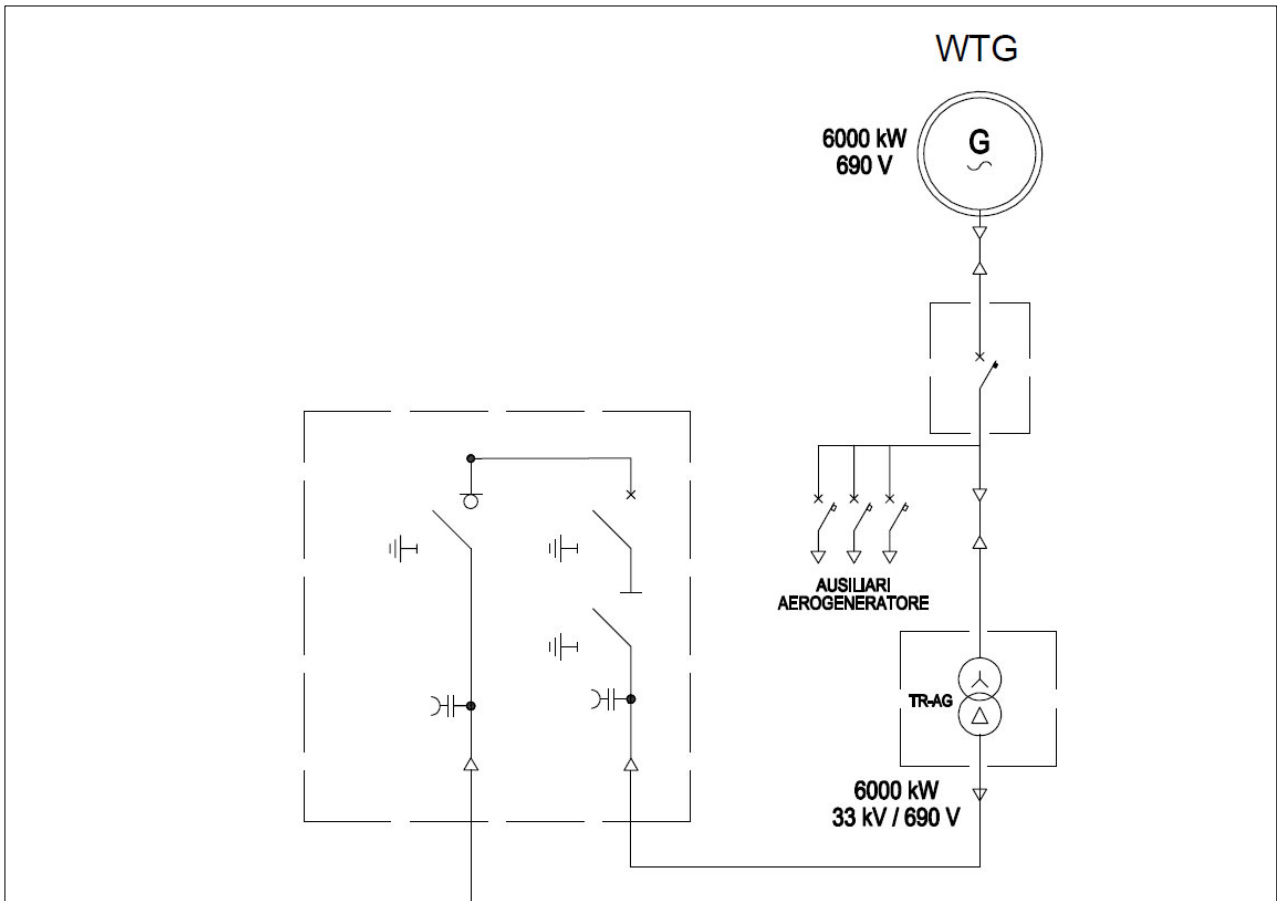 WTG
6000 kW
690 V
G
AUSILIARI
AEROGENERATORE
TR-AG
6000 kW
33 kV / 690 V